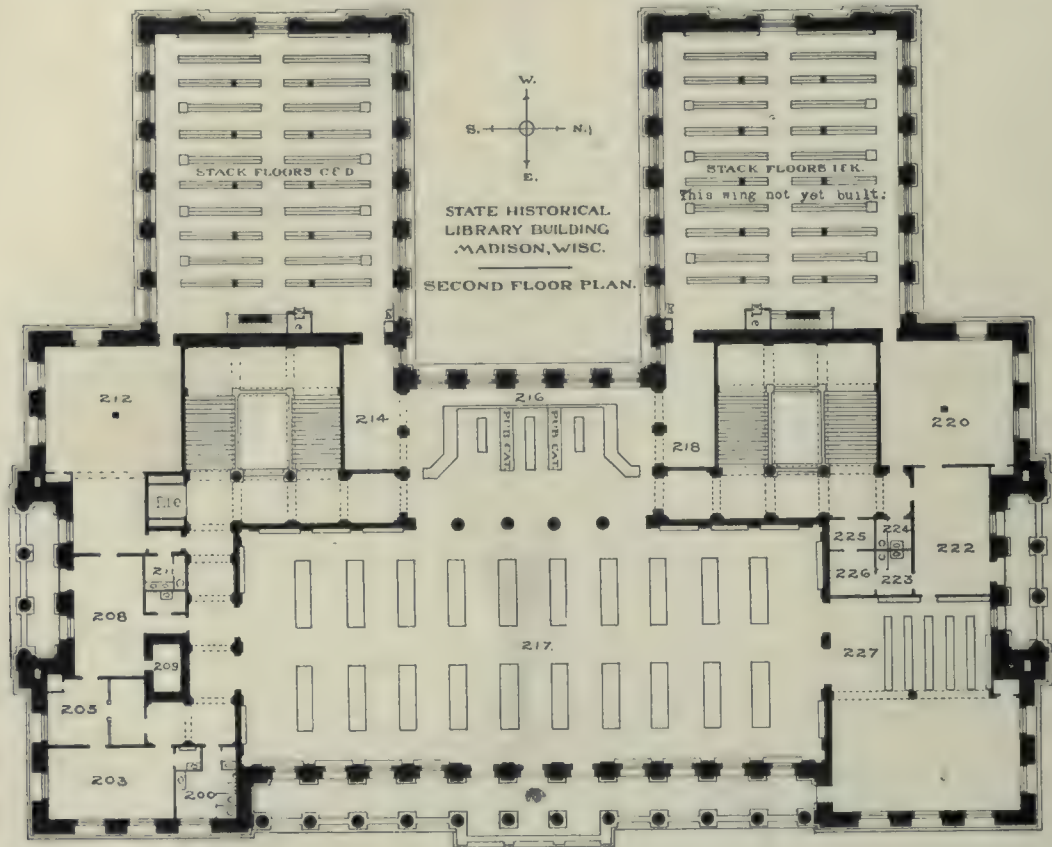 W.
S. N.
E.
STACK FLOORS C & D
STACK FLOORS I & K.
This wing not yet built.
STATE HISTORICAL
LIBRARY BUILDING
MADISON, WISC.
SECOND FLOOR PLAN.
212
214
216
218
220
PUB CAT.
PUB CAT.
210
211
208
209
205
203
200
217.
225
224
226
223
222
227